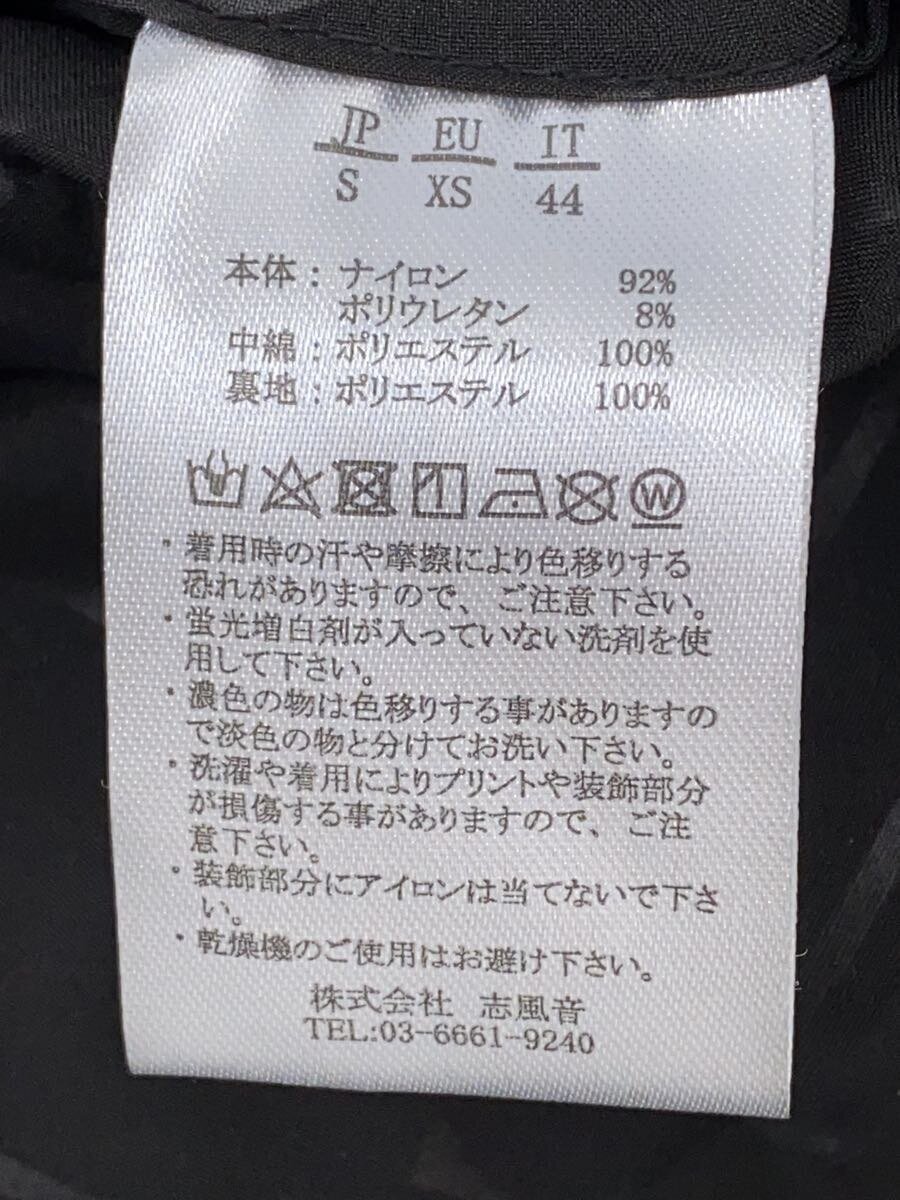 JP EU IT
S XS 44
本体：ナイロン 92%
ポリウレタン 8%
中綿：ポリエステル 100%
裏地：ポリエステル 100%
W
・着用時の汗や摩擦により色移りする
恐れがありますので、ご注意下さい。
・蛍光増白剤が入っていない洗剤を使
用して下さい。
・濃色の物は色移りする事がありますの
で淡色の物と分けてお洗い下さい。
・洗濯や着用によりプリントや装飾部分
が損傷する事がありますので、ご注
意下さい。
・装飾部分にアイロンは当てないで下さ
い。
・乾燥機のご使用はお避け下さい。
株式会社 志風音
TEL:03-6661-9240